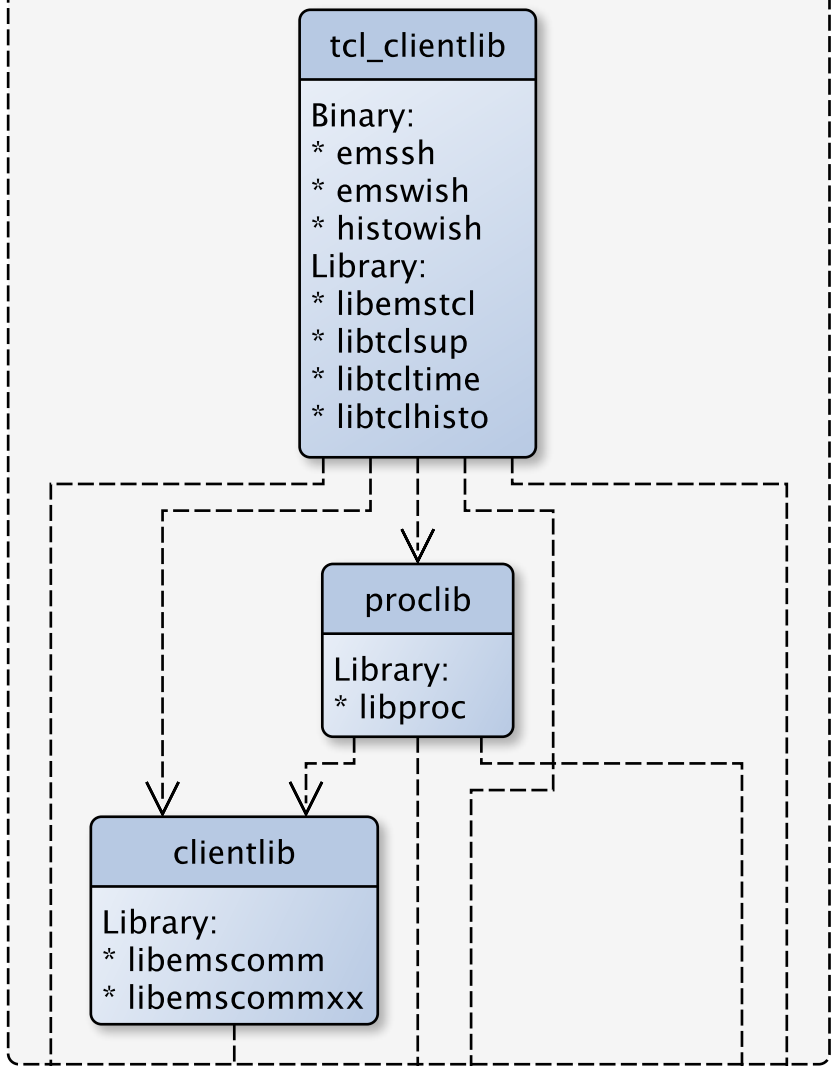 tcl_clientlib
Binary:
* emssh
* emswish
* histowish
Library:
* libemstcl
* libtclsup
* libtcltime
* libtclhisto
proclib
Library:
* libproc
clientlib
Library:
* libemscomm
* libemscommxx